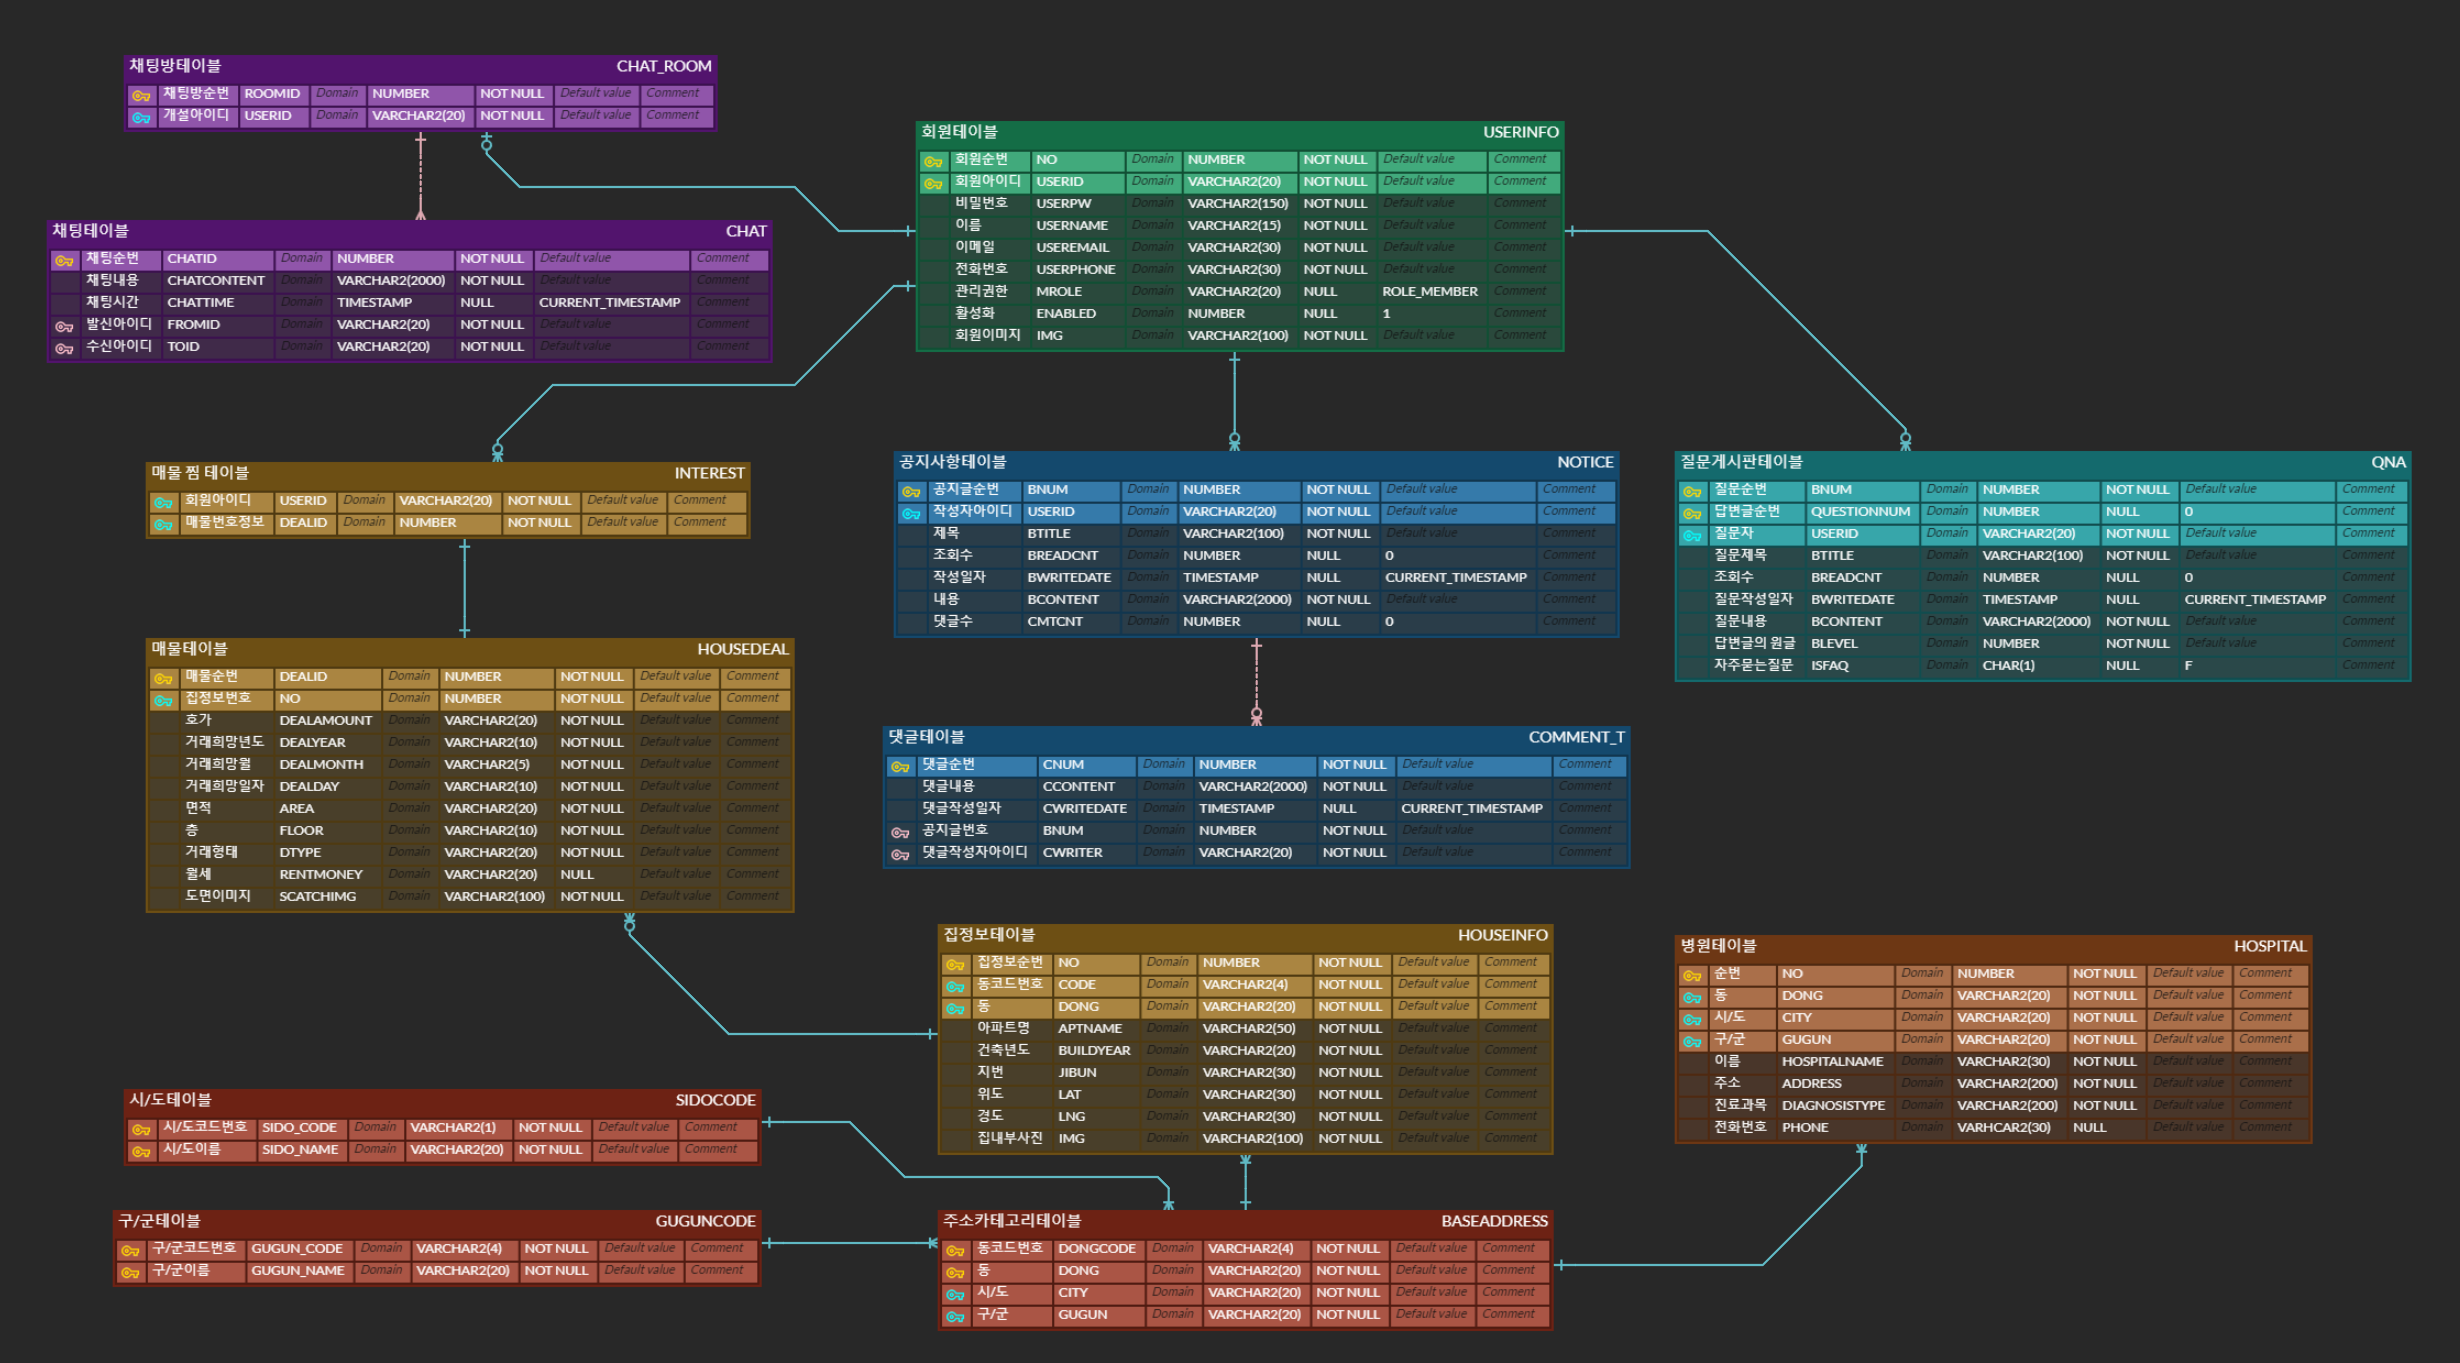 채팅방테이블 CHAT_ROOM
채팅방순번 ROOMID Domain NUMBER NOT NULL Default value Comment
개설아이디 USERID Domain VARCHAR2(20) NOT NULL Default value Comment
채팅테이블 CHAT
채팅순번 CHATID Domain NUMBER NOT NULL Default value Comment
채팅내용 CHATCONTENT Domain VARCHAR2(2000) NOT NULL Default value Comment
채팅시간 CHATTIME Domain TIMESTAMP NULL CURRENT_TIMESTAMP Comment
발신아이디 FROMID Domain VARCHAR2(20) NOT NULL Default value Comment
수신아이디 TOID Domain VARCHAR2(20) NOT NULL Default value Comment
회원테이블 USERINFO
회원순번 NO Domain NUMBER NOT NULL Default value Comment
회원아이디 USERID Domain VARCHAR2(20) NOT NULL Default value Comment
비밀번호 USERPW Domain VARCHAR2(150) NOT NULL Default value Comment
이름 USERNAME Domain VARCHAR2(15) NOT NULL Default value Comment
이메일 USEREMAIL Domain VARCHAR2(30) NOT NULL Default value Comment
전화번호 USERPHONE Domain VARCHAR2(30) NOT NULL Default value Comment
관리권한 MROLE Domain VARCHAR2(20) NULL ROLE_MEMBER Comment
활성화 ENABLED Domain NUMBER NULL 1 Comment
회원이미지 IMG Domain VARCHAR2(100) NOT NULL Default value Comment
매물 찜 테이블 INTEREST
회원아이디 USERID Domain VARCHAR2(20) NOT NULL Default value Comment
매물번호정보 DEALID Domain NUMBER NOT NULL Default value Comment
공지사항테이블 NOTICE
공지글순번 BNUM Domain NUMBER NOT NULL Default value Comment
작성자아이디 USERID Domain VARCHAR2(20) NOT NULL Default value Comment
제목 BTITLE Domain VARCHAR2(100) NOT NULL Default value Comment
조회수 BREADCNT Domain NUMBER NULL 0 Comment
작성일자 BWRITEDATE Domain TIMESTAMP NULL CURRENT_TIMESTAMP Comment
내용 BCONTENT Domain VARCHAR2(2000) NOT NULL Default value Comment
댓글수 CMTCNT Domain NUMBER NULL 0 Comment
질문게시판테이블 QNA
질문순번 BNUM Domain NUMBER NOT NULL Default value Comment
답변글순번 QUESTIONNUM Domain NUMBER NULL 0 Comment
질문자 USERID Domain VARCHAR2(20) NOT NULL Default value Comment
질문제목 BTITLE Domain VARCHAR2(100) NOT NULL Default value Comment
조회수 BREADCNT Domain NUMBER NULL 0 Comment
질문작성일자 BWRITEDATE Domain TIMESTAMP NULL CURRENT_TIMESTAMP Comment
질문내용 BCONTENT Domain VARCHAR2(2000) NOT NULL Default value Comment
답변글의 원글 BLEVEL Domain NUMBER NOT NULL Default value Comment
자주묻는질문 ISFAQ Domain CHAR(1) NULL F Comment
매물테이블 HOUSEDEAL
매물순번 DEALID Domain NUMBER NOT NULL Default value Comment
집정보번호 NO Domain NUMBER NOT NULL Default value Comment
호가 DEALAMOUNT Domain VARCHAR2(20) NOT NULL Default value Comment
거래희망년도 DEALYEAR Domain VARCHAR2(10) NOT NULL Default value Comment
거래희망월 DEALMONTH Domain VARCHAR2(5) NOT NULL Default value Comment
거래희망일자 DEALDAY Domain VARCHAR2(10) NOT NULL Default value Comment
면적 AREA Domain VARCHAR2(20) NOT NULL Default value Comment
층 FLOOR Domain VARCHAR2(10) NOT NULL Default value Comment
거래형태 DTYPE Domain VARCHAR2(20) NOT NULL Default value Comment
월세 RENTMONEY Domain VARCHAR2(20) NULL Default value Comment
도면이미지 SCATCHIMG Domain VARCHAR2(100) NOT NULL Default value Comment
댓글테이블 COMMENT_T
댓글순번 CNUM Domain NUMBER NOT NULL Default value Comment
댓글내용 CCONTENT Domain VARCHAR2(2000) NOT NULL Default value Comment
댓글작성일자 CWRITEDATE Domain TIMESTAMP NULL CURRENT_TIMESTAMP Comment
공지글번호 BNUM Domain NUMBER NOT NULL Default value Comment
댓글작성자아이디 CWRITER Domain VARCHAR2(20) NOT NULL Default value Comment
집정보테이블 HOUSEINFO
집정보순번 NO Domain NUMBER NOT NULL Default value Comment
동코드번호 CODE Domain VARCHAR2(4) NOT NULL Default value Comment
동 DONG Domain VARCHAR2(20) NOT NULL Default value Comment
아파트명 APTNAME Domain VARCHAR2(50) NOT NULL Default value Comment
건축년도 BUILDYEAR Domain VARCHAR2(20) NOT NULL Default value Comment
지번 JIBUN Domain VARCHAR2(30) NOT NULL Default value Comment
위도 LAT Domain VARCHAR2(30) NOT NULL Default value Comment
경도 LNG Domain VARCHAR2(30) NOT NULL Default value Comment
집내부사진 IMG Domain VARCHAR2(100) NOT NULL Default value Comment
병원테이블 HOSPITAL
순번 NO Domain NUMBER NOT NULL Default value Comment
동 DONG Domain VARCHAR2(20) NOT NULL Default value Comment
시/도 CITY Domain VARCHAR2(20) NOT NULL Default value Comment
구/군 GUGUN Domain VARCHAR2(20) NOT NULL Default value Comment
이름 HOSPITALNAME Domain VARCHAR2(30) NOT NULL Default value Comment
주소 ADDRESS Domain VARCHAR2(200) NOT NULL Default value Comment
진료과목 DIAGNOSISTYPE Domain VARCHAR2(200) NOT NULL Default value Comment
전화번호 PHONE Domain VARHCAR2(30) NULL Default value Comment
시/도테이블 SIDOCODE
시/도코드번호 SIDO_CODE Domain VARCHAR2(1) NOT NULL Default value Comment
시/도이름 SIDO_NAME Domain VARCHAR2(20) NOT NULL Default value Comment
구/군테이블 GUGUNCODE
구/군코드번호 GUGUN_CODE Domain VARCHAR2(4) NOT NULL Default value Comment
구/군이름 GUGUN_NAME Domain VARCHAR2(20) NOT NULL Default value Comment
주소카테고리테이블 BASEADDRESS
동코드번호 DONGCODE Domain VARCHAR2(4) NOT NULL Default value Comment
동 DONG Domain VARCHAR2(20) NOT NULL Default value Comment
시/도 CITY Domain VARCHAR2(20) NOT NULL Default value Comment
구/군 GUGUN Domain VARCHAR2(20) NOT NULL Default value Comment